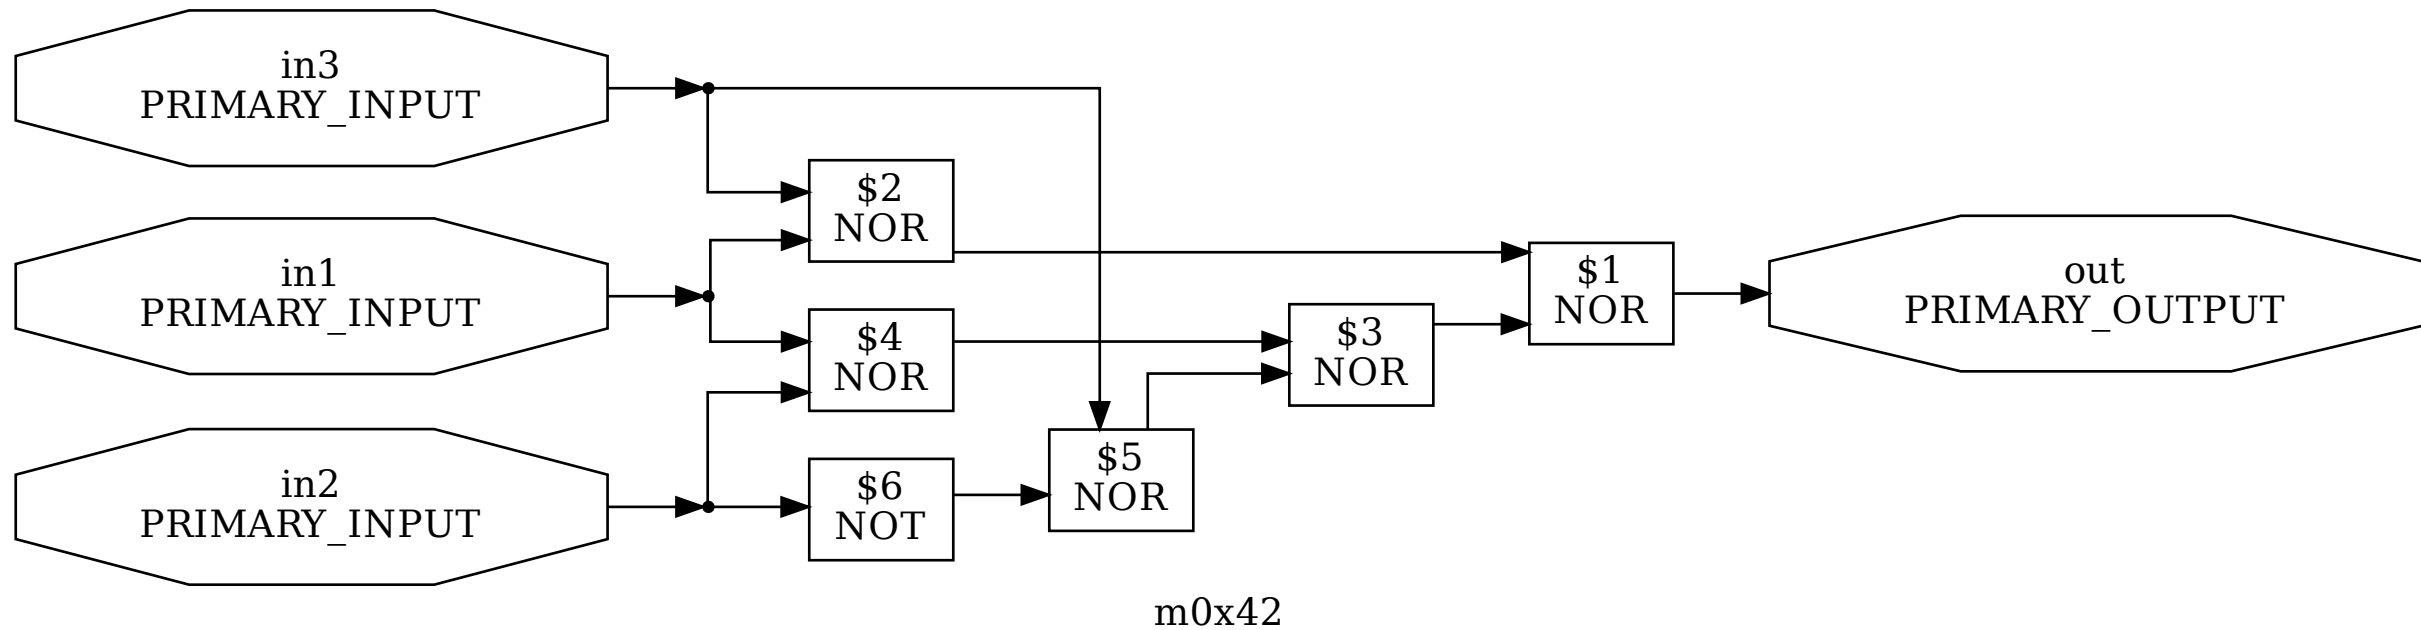 in3
PRIMARY_INPUT
$2
NOR
in1
PRIMARY_INPUT
$4
NOR
$3
NOR
$1
NOR
out
PRIMARY_OUTPUT
in2
PRIMARY_INPUT
$6
NOT
$5
NOR
m0x42